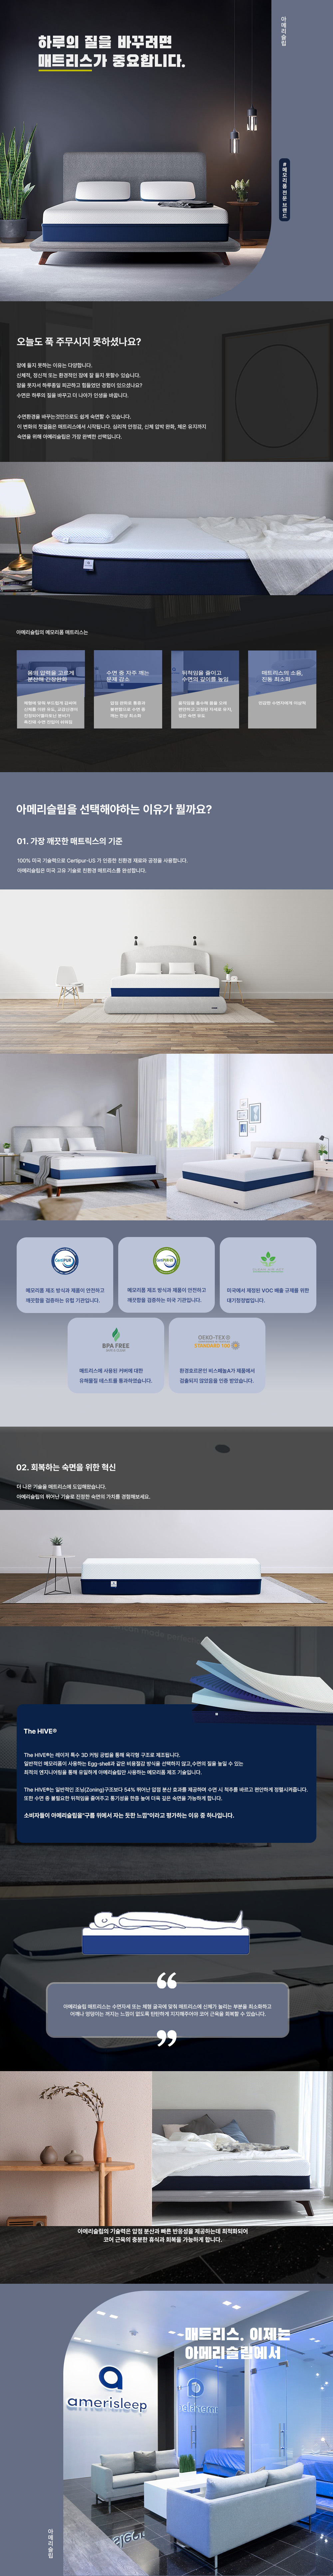 하루의 질을 바꾸려면
매트리스가 중요합니다.
아메리슬립
#메모리폼 전문 브랜드
오늘도 푹 주무시지 못하셨나요?
잠에 들지 못하는 이유는 다양합니다.
신체적, 정신적 또는 환경적인 잠에 잘 들지 못할수 있습니다.
잠을 못자서 하루종일 피곤하고 힘들었던 경험이 있으셨나요?
수면은 하루의 질을 바꾸고 더 나아가 인생을 바꿉니다.
수면환경을 바꾸는것만으로도 쉽게 숙면할 수 있습니다.
이 변화의 첫걸음은 매트리스에서 시작됩니다. 심리적 안정감, 신체 압박 완화, 체온 유지까지
숙면을 위해 아메리슬립은 가장 완벽한 선택입니다.
아메리슬립의 메모리폼 매트리스는
몸의 압력을 고르게
분산해 긴장완화
수면 중 자주 깨는
문제 감소
뒤척임을 줄이고
수면의 깊이를 높임
매트리스의 소음,
진동 최소화
아메리슬립을 선택해야하는 이유가 뭘까요?
01. 가장 깨끗한 매트릭스의 기준
100% 미국 기술력으로 Certipur-US 가 인증한 친환경 재료와 공정을 사용합니다.
아메리슬립은 미국 고유 기술로 친환경 매트리스를 완성합니다.
CertiPUR
CertiPUR-US
메모리폼 제조 방식과 제품이 안전하고
깨끗함을 검증하는 유럽 기관입니다.
메모리폼 제조 방식과 제품이 안전하고
깨끗함을 검증하는 미국 기관입니다.
미국에서 제정된 VOC 배출 규제를 위한
대기정정법입니다.
BPA FREE
OEKO-TEX®
STANDARD 100
매트리스에 사용된 커버에 대한
유해물질 테스트를 통과하였습니다.
환경호르몬인 비스페놀A가 제품에서
검출되지 않았음을 인증 받았습니다.
02. 회복하는 숙면을 위한 혁신
더 나은 기술을 매트리스에 도입해왔습니다.
아메리슬립의 뛰어난 기술로 진정한 숙면의 가치를 경험해보세요.
The HIVE®
The HIVE®는 레이저 특수 3D 커팅 공법을 통해 육각형 구조로 제조됩니다.
일반적인 메모리폼이 사용하는 Egg-shell과 같은 비용절감 방식을 선택하지 않고,수면의 질을 높일 수 있는
최적의 엔지니어링을 통해 유일하게 아메리슬립만 사용하는 메모리폼 제조 기술입니다.
The HIVE®는 일반적인 조닝(Zoning)구조보다 54% 뛰어난 압점 분산 효과를 제공하며 수면 시 척추를 바르고 편안하게 정렬시켜줍니다.
또한 수면 중 불필요한 뒤척임을 줄여주고 통기성을 한층 높여 더욱 깊은 숙면을 가능하게 합니다.
소비자들이 아메리슬립을"구름 위에서 자는 듯한 느낌"이라고 평가하는 이유 중 하나입니다.
아메리슬립 매트리스는 수면자세 또는 체형 굴곡에 맞춰 매트리스에 신체가 눌리는 부분을 최소화하고
어깨나 엉덩이는 꺼지는 느낌이 없도록 탄탄하게 지지해주어야 코어 근육을 회복할 수 있습니다.
아메리슬립의 기술력은 압점 분산과 빠른 반응성을 제공하는데 최적화되어
코어 근육의 충분한 휴식과 회복을 가능하게 합니다.
매트리스, 이제는
아메리슬립에서
amerisleep
아메리슬립